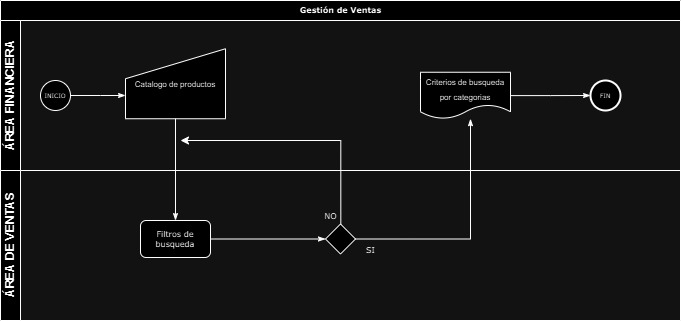 Gestión de Ventas
ÁREA FINANCIERA
INICIO
Catalogo de productos
Criterios de busqueda
por categorias
FIN
ÁREA DE VENTAS
Filtros de
busqueda
NO
SI